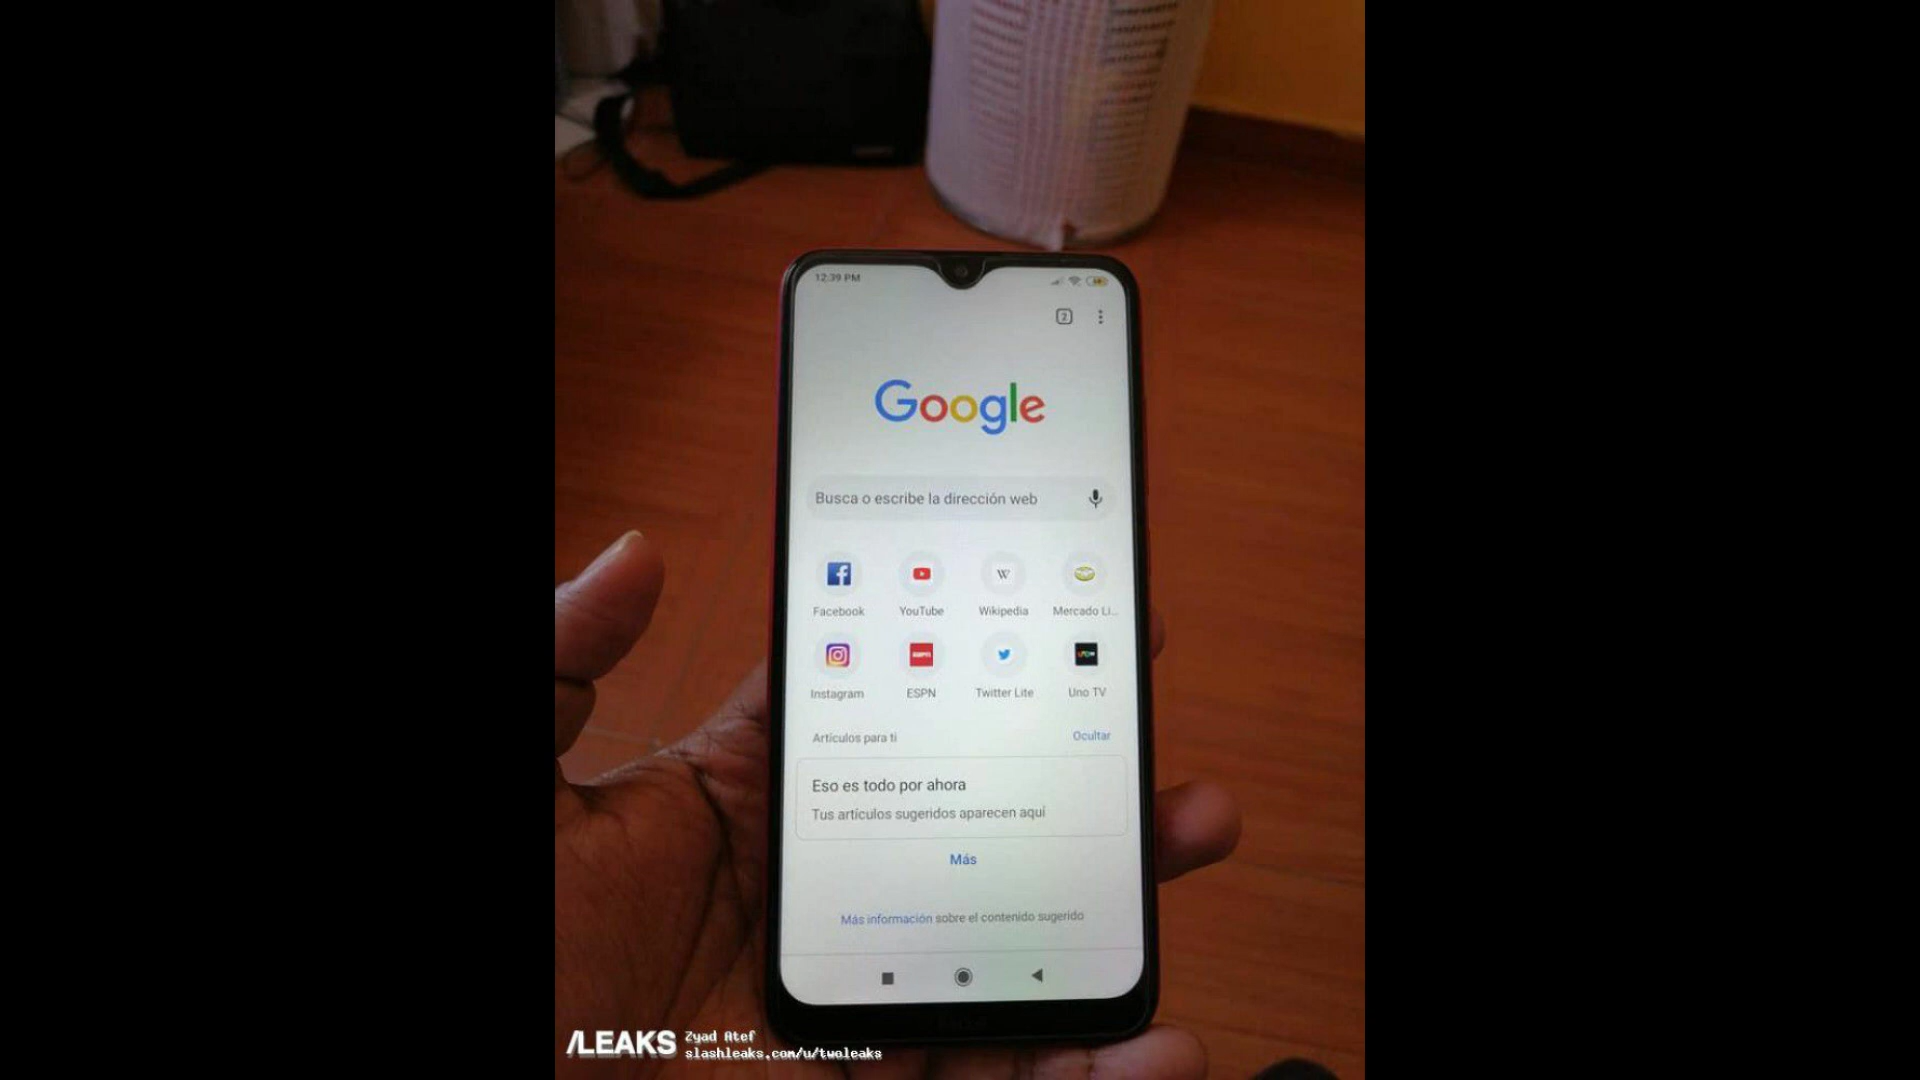 12:39 PM
2
Google
Busca o escribe la dirección web
Facebook YouTube Wikipedia Mercado Li...
Instagram ESPN Twitter Lite Uno TV
Artículos para ti Ocultar
Eso es todo por ahora
Tus artículos sugeridos aparecen aquí
Más
Más información sobre el contenido sugerido
/LEAKS Zyad Atef
slashleaks.com/u/twoleaks